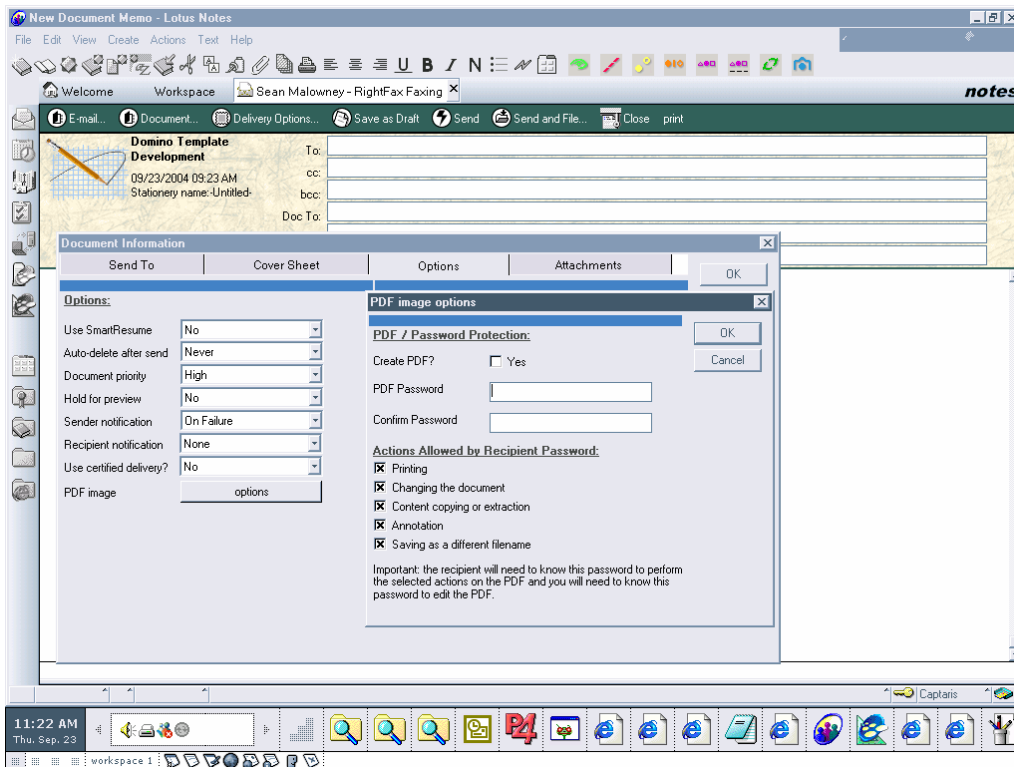 New Document Memo - Lotus Notes
File Edit View Create Actions Text Help
Welcome Workspace Sean Malowney - RightFax Faxing notes
E-mail... Document... Delivery Options... Save as Draft Send Send and File... Close print
Domino Template
Development
09/23/2004 09:23 AM
Stationery name:-Untitled-
To:
cc:
bcc:
Doc To:
Document Information
Send To Cover Sheet Options Attachments OK
Options:
Use SmartResume No
Auto-delete after send Never
Document priority High
Hold for preview No
Sender notification On Failure
Recipient notification None
Use certified delivery? No
PDF image options
PDF image options
PDF / Password Protection: OK
Create PDF? Yes Cancel
PDF Password
Confirm Password
Actions Allowed by Recipient Password:
Printing
Changing the document
Content copying or extraction
Annotation
Saving as a different filename
Important: the recipient will need to know this password to perform
the selected actions on the PDF and you will need to know this
password to edit the PDF.
Captaris
11:22 AM
Thu. Sep. 23
P4
workspace 1